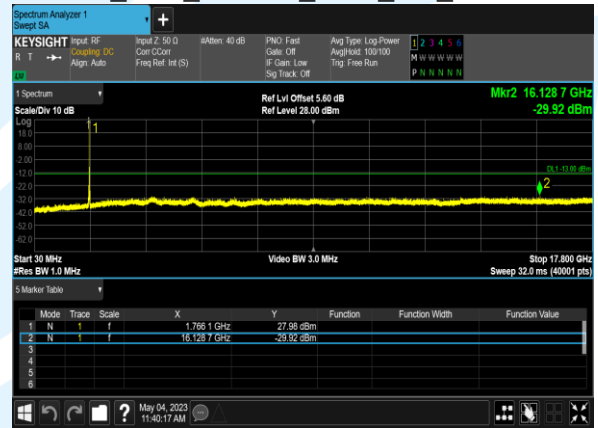 Spectrum Analyzer 1
Swept SA
KEYSIGHT Input: RF Input Z: 50 Ω #Atten: 40 dB PNO: Fast Avg Type: Log-Power 1 2 3 4 5 6
R T Coupling: DC Corr CCorr Gate: Off Avg|Hold: 100/100 M W W W W W
Align: Auto Freq Ref: Int (S) IF Gain: Low Trig: Free Run
Sig Track: Off P N N N N N
LW
1 Spectrum Ref Lvl Offset 5.60 dB Mkr2 16.128 7 GHz
Scale/Div 10 dB Ref Level 28.00 dBm -29.92 dBm
Log
1
18.0
8.00
-2.00
DL1 -13.00 dBm
-12.0
2
-22.0
-32.0
-42.0
-52.0
-62.0
Start 30 MHz Video BW 3.0 MHz Stop 17.800 GHz
#Res BW 1.0 MHz Sweep 32.0 ms (40001 pts)
5 Marker Table
Mode Trace Scale X Y Function Function Width Function Value
1 N 1 f 1.766 1 GHz 27.98 dBm
2 N 1 f 16.128 7 GHz -29.92 dBm
3
4
5
6
? May 04, 2023
11:40:17 AM